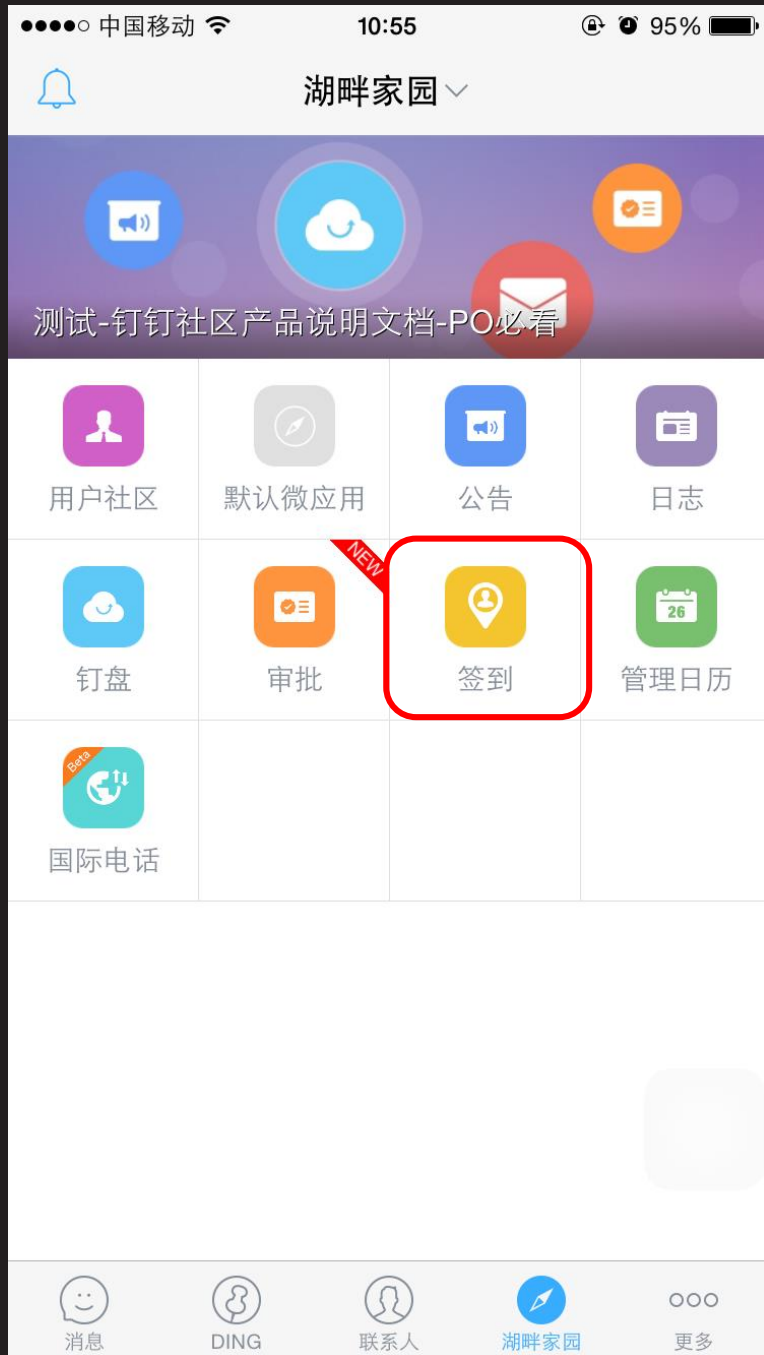 中国移动 10:55 95%
湖畔家园
测试-钉钉社区产品说明文档-PO必看
用户社区 默认微应用 公告 日志
NEW
26
钉盘 审批 签到 管理日历
Beta
国际电话
消息 DING 联系人 湖畔家园 更多